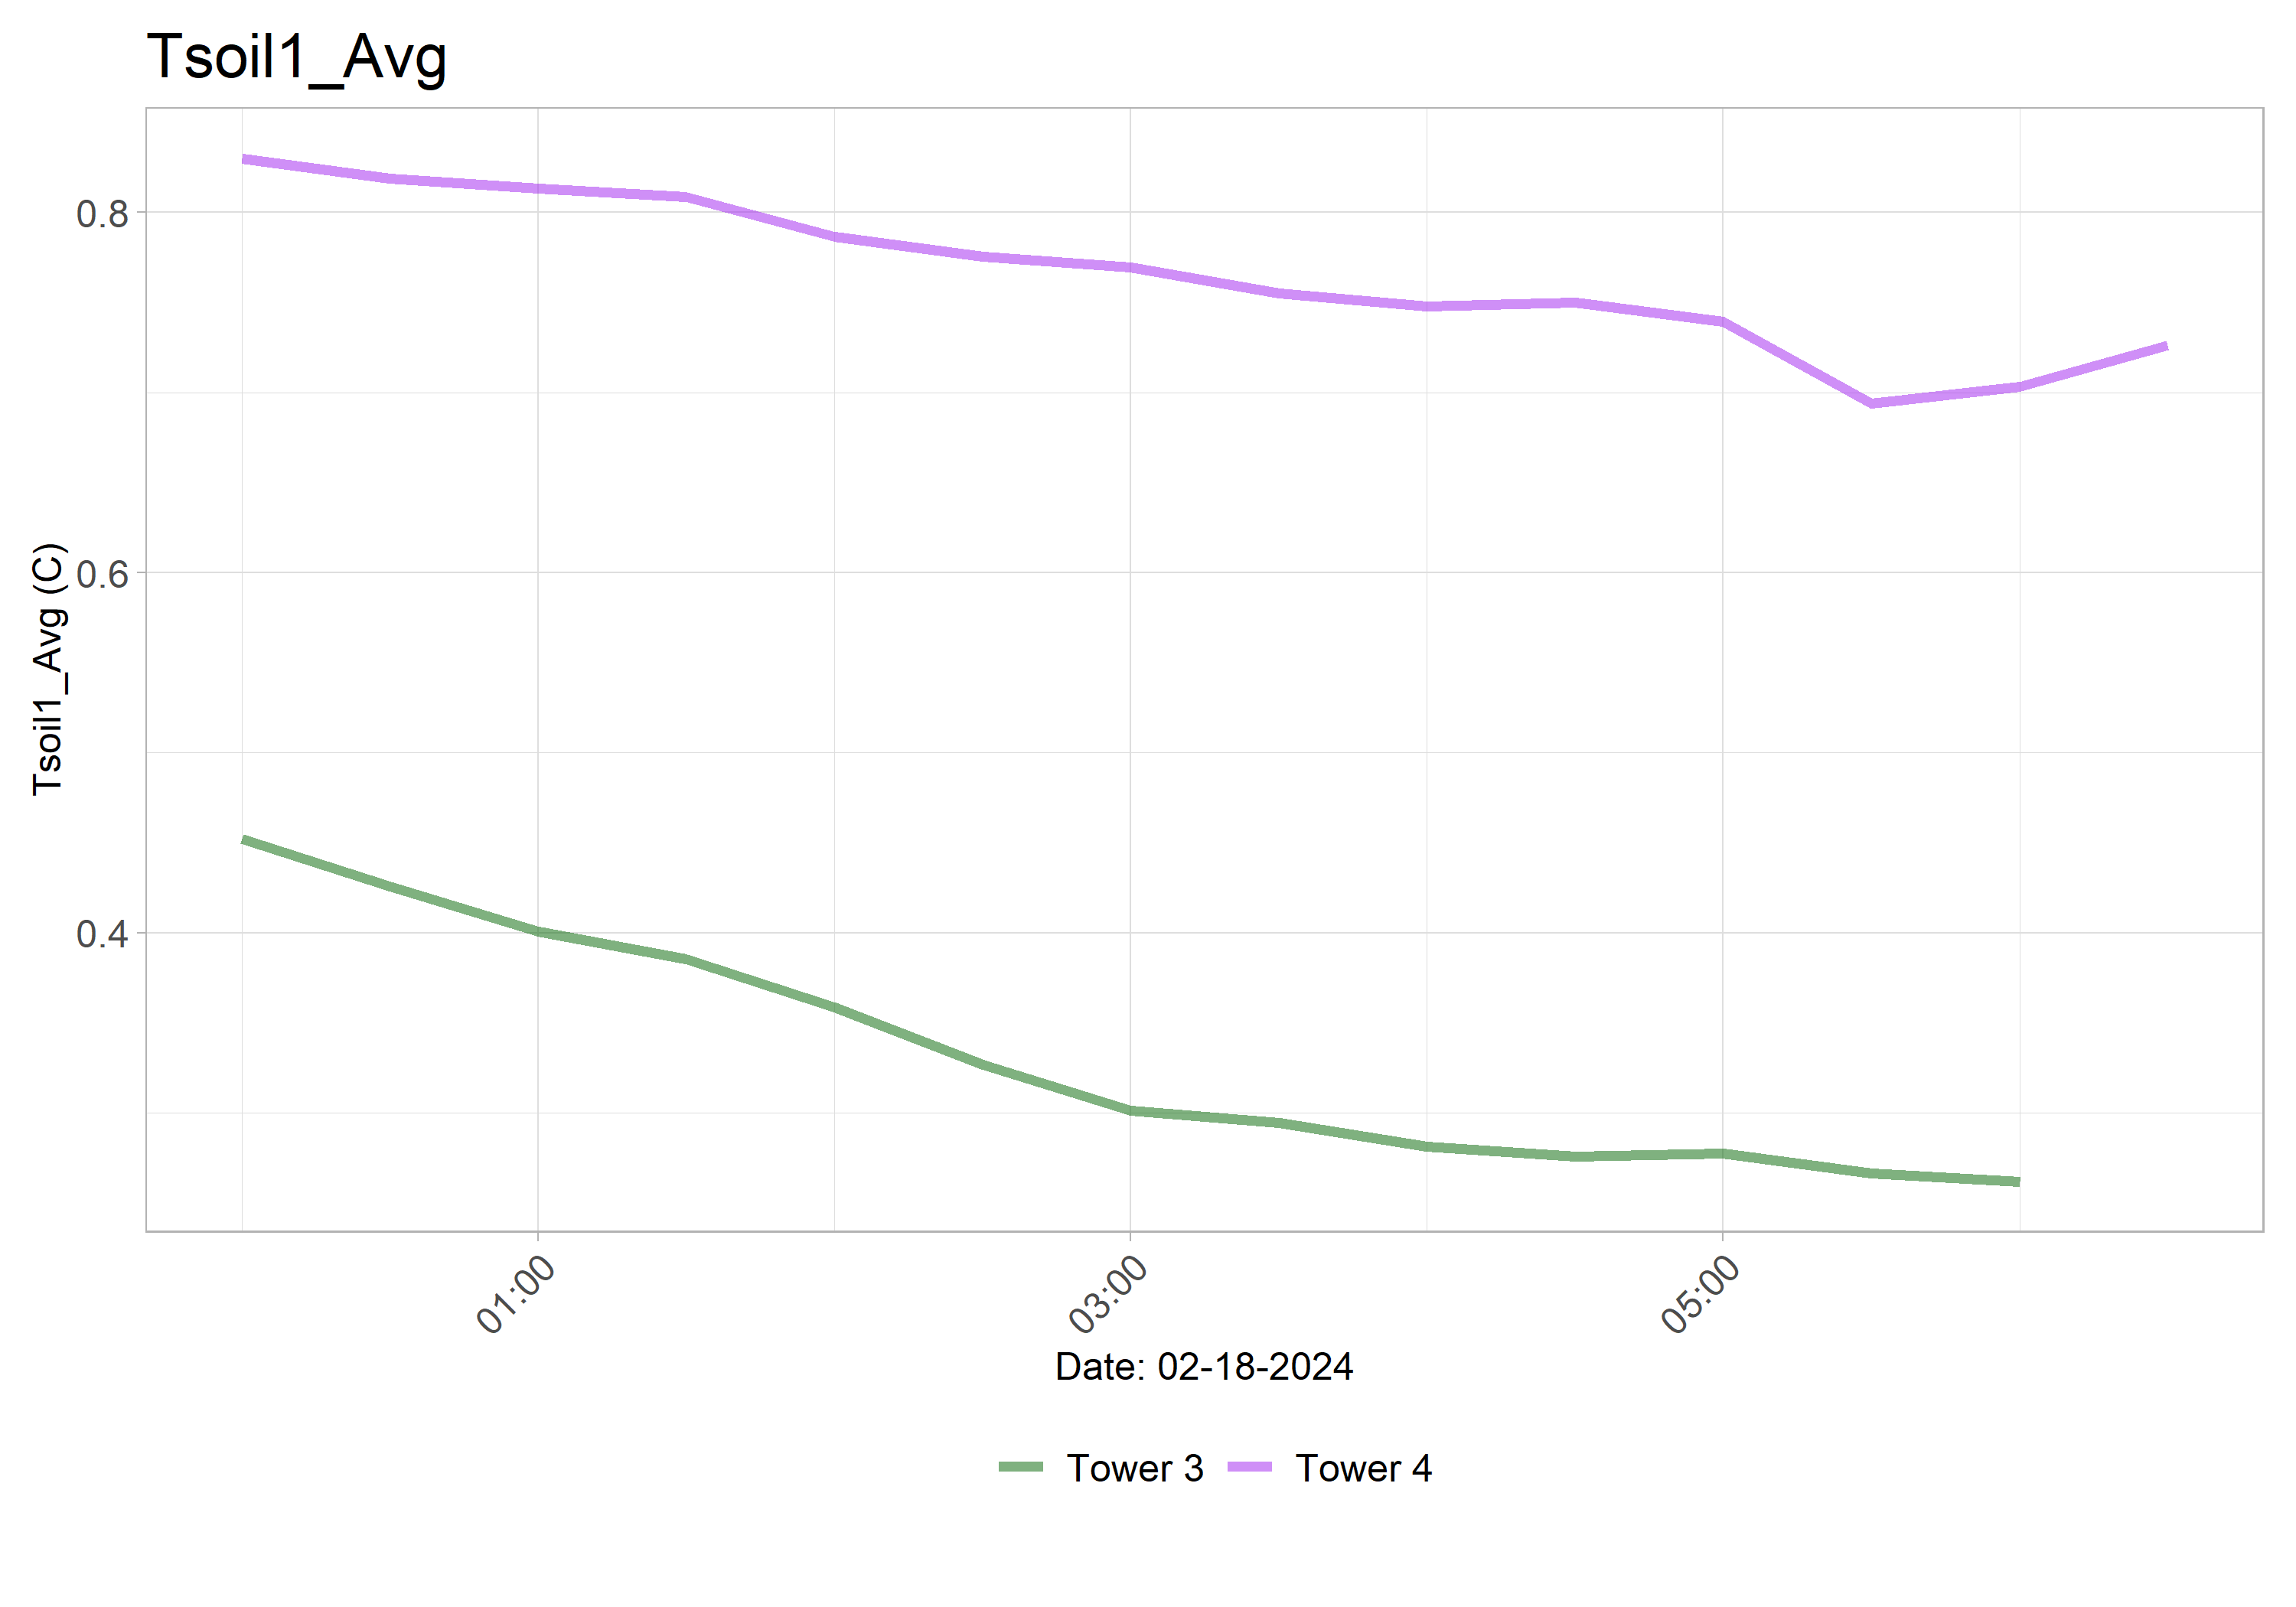 Tsoil1_Avg
Tsoil1_Avg (C)
0.8
0.6
0.4
01:00
03:00
05:00
Date: 02-18-2024
Tower 3
Tower 4